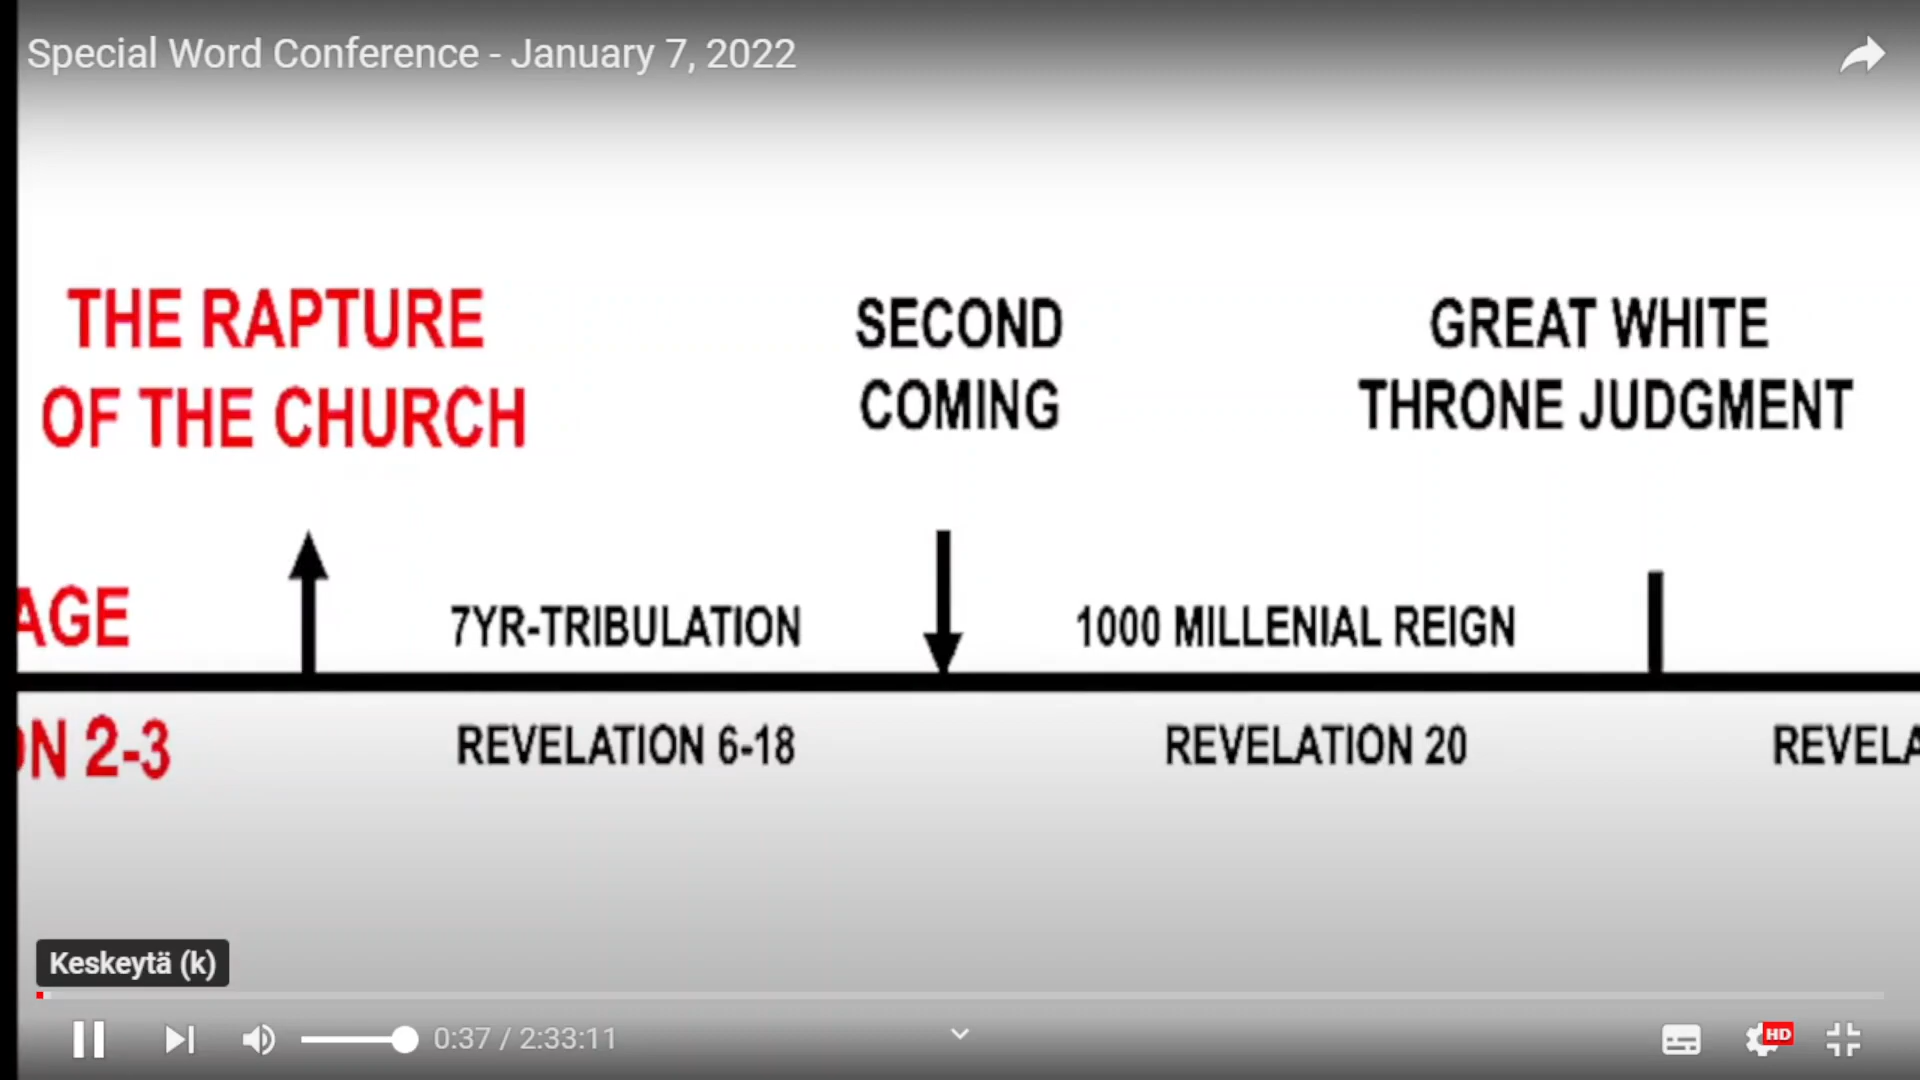 Special Word Conference - January 7, 2022
THE RAPTURE
OF THE CHURCH
SECOND
COMING
GREAT WHITE
THRONE JUDGMENT
AGE
7YR-TRIBULATION
1000 MILLENIAL REIGN
ON 2-3
REVELATION 6-18
REVELATION 20
REVELA
Keskeytä (k)
0:37 / 2:33:11
HD